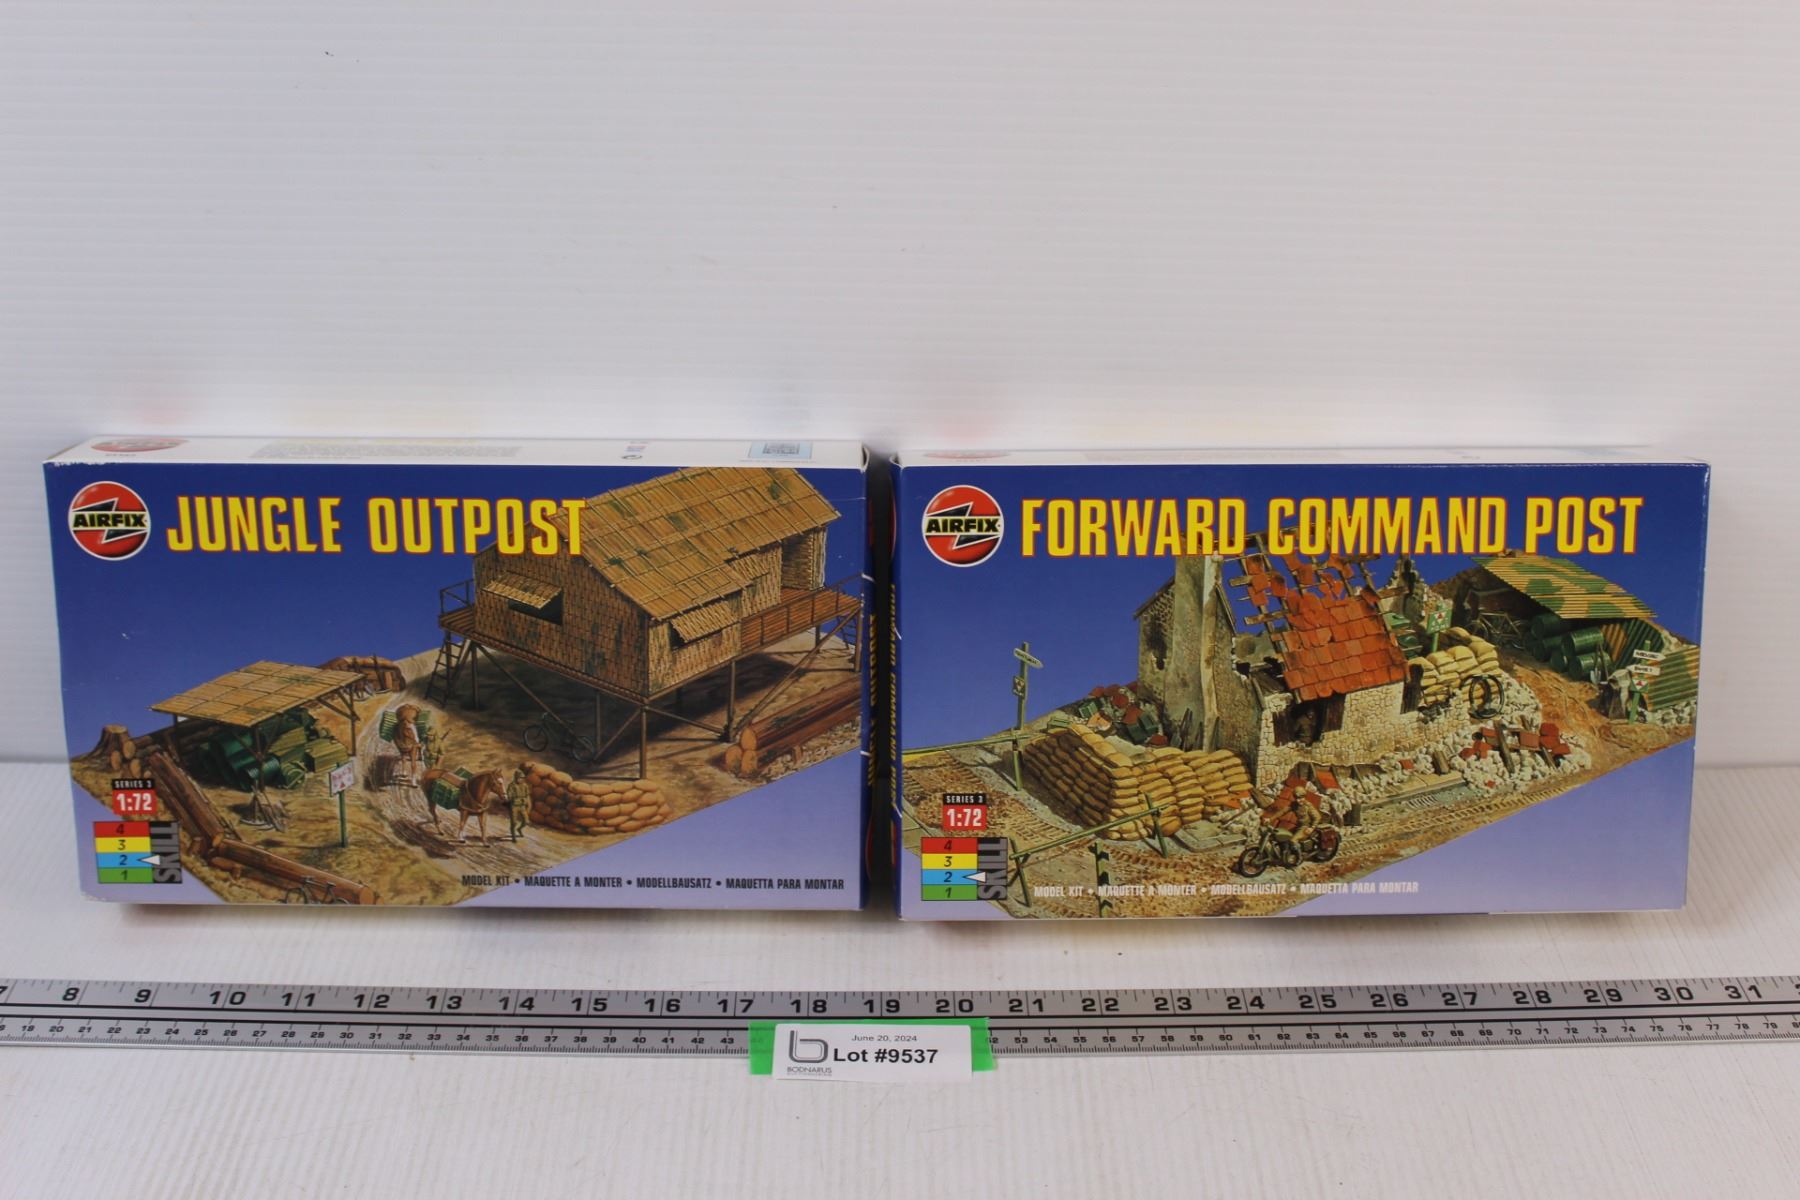 AIRFIX
JUNGLE OUTPOST
SERIES 3
1:72
4
3
2
1
SKILL
MODEL KIT • MAQUETTE A MONTER • MODELLBAUSATZ • MAQUETTA PARA MONTAR
AIRFIX
FORWARD COMMAND POST
SERIES 3
1:72
4
3
2
1
SKILL
MODEL KIT • MAQUETTE A MONTER • MODELLBAUSATZ • MAQUETTA PARA MONTAR
7 8 9 10 11 12 13 14 15 16 17 18 19 20 21 22 23 24 25 26 27 28 29 30 31
June 20, 2024
b Lot #9537
BODNARUS